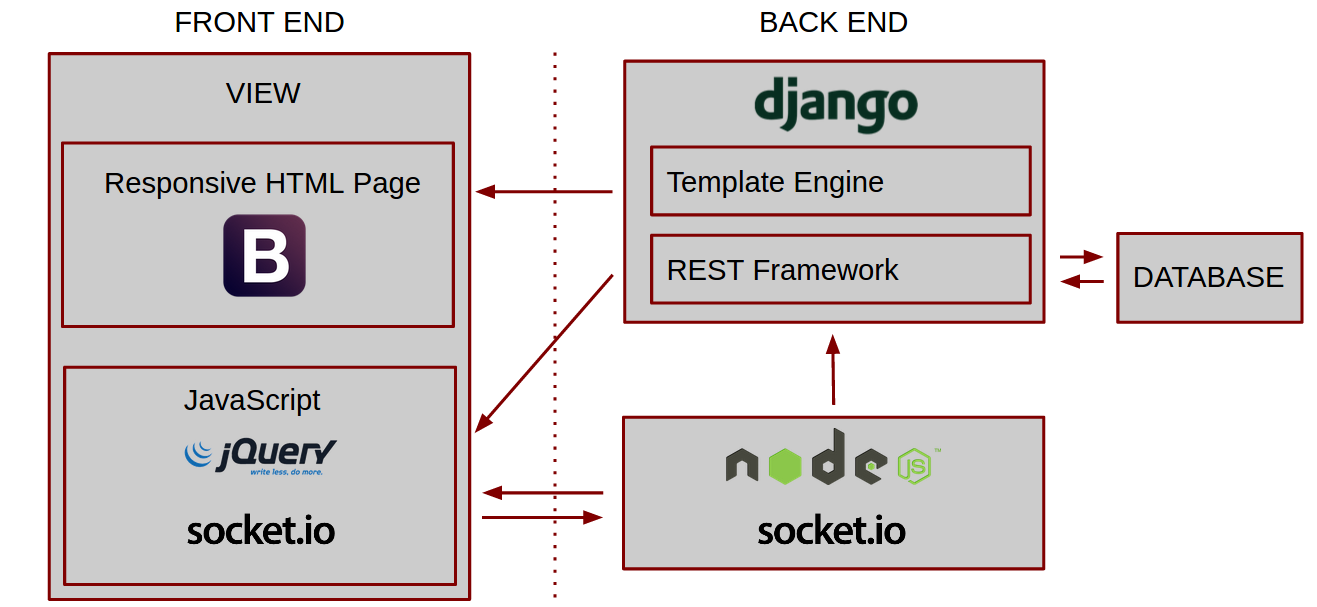 FRONT END
BACK END
VIEW
Responsive HTML Page
B
JavaScript
jQuery
write less. do more.
socket.io
django
Template Engine
REST Framework
DATABASE
node
JS
™
socket.io